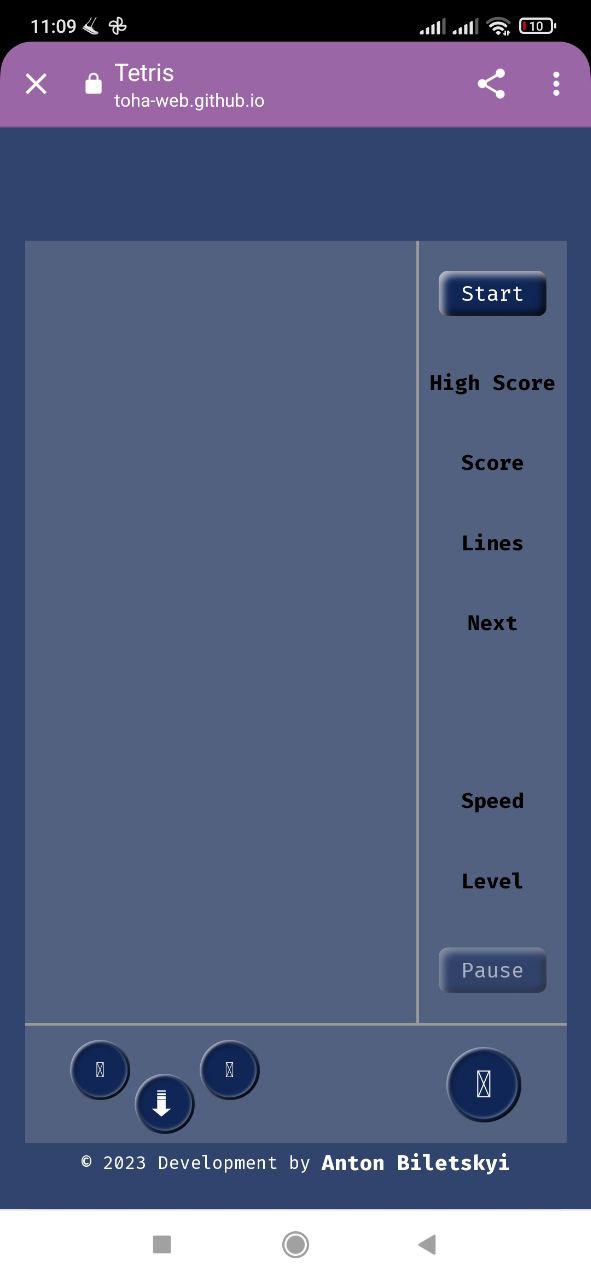 11:09
10
Tetris
toha-web.github.io
Start
High Score
Score
Lines
Next
Speed
Level
Pause
© 2023 Development by Anton Biletskyi